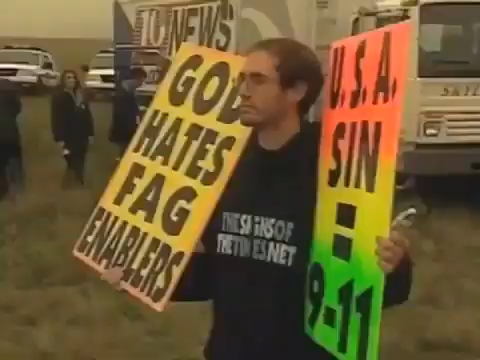 10 NEWS
GOD
HATES
FAG
ENABLERS
U.S.A.
SIN
=
9-11
THE SIGNS OF
THE TIMES.NET